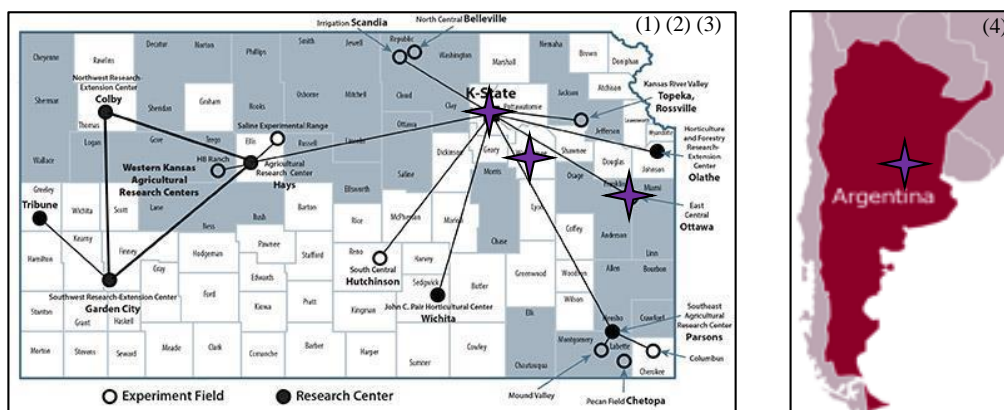 (1) (2) (3)
Irrigation Scandia
North Central Belleville
Cheyenne
Rawlins
Decatur
Norton
Phillips
Smith
Jewell
Republic
Washington
Marshall
Nemaha
Brown
Doniphan
Northwest Research-
Extension Center
Colby
Sherman
Thomas
Sheridan
Graham
Rooks
Osborne
Mitchell
Cloud
Clay
K-State
Pottawatomie
Jackson
Atchison
Kansas River Valley
Topeka,
Rossville
Saline Experimental Range
Ottawa
Lincoln
Jefferson
Leavenworth
Wyandotte
Wallace
Logan
Gove
Trego
Ellis
Russell
HB Ranch
Agricultural
Research Center
Hays
Western Kansas
Agricultural
Research Centers
Dickinson
Geary
Morris
Shawnee
Douglas
Johnson
Horticulture and
Forestry Research-
Extension
Center
Olathe
Ellsworth
Saline
Osage
Franklin
Miami
East
Central
Ottawa
Greeley
Tribune
Wichita
Scott
Lane
Ness
Rush
Barton
Rice
McPherson
Marion
Chase
Lyon
Coffey
Anderson
Linn
Hamilton
Kearny
Finney
Hodgeman
Pawnee
Stafford
Reno
Harvey
Gray
Edwards
South Central
Hutchinson
Sedgwick
Butler
Greenwood
Woodson
Allen
Bourbon
Southwest Research-Extension Center
Garden City
Ford
Kiowa
Pratt
Kingman
John C. Pair Horticultural Center
Wichita
Elk
Wilson
Neosho
Crawford
Southeast
Agricultural
Research Center
Parsons
Stanton
Grant
Haskell
Morton
Stevens
Seward
Meade
Clark
Comanche
Barber
Harper
Sumner
Cowley
Chautauqua
Montgomery
Labette
Cherokee
Columbus
Mound Valley
Pecan Field Chetopa
Experiment Field
Research Center
(4)
Argentina